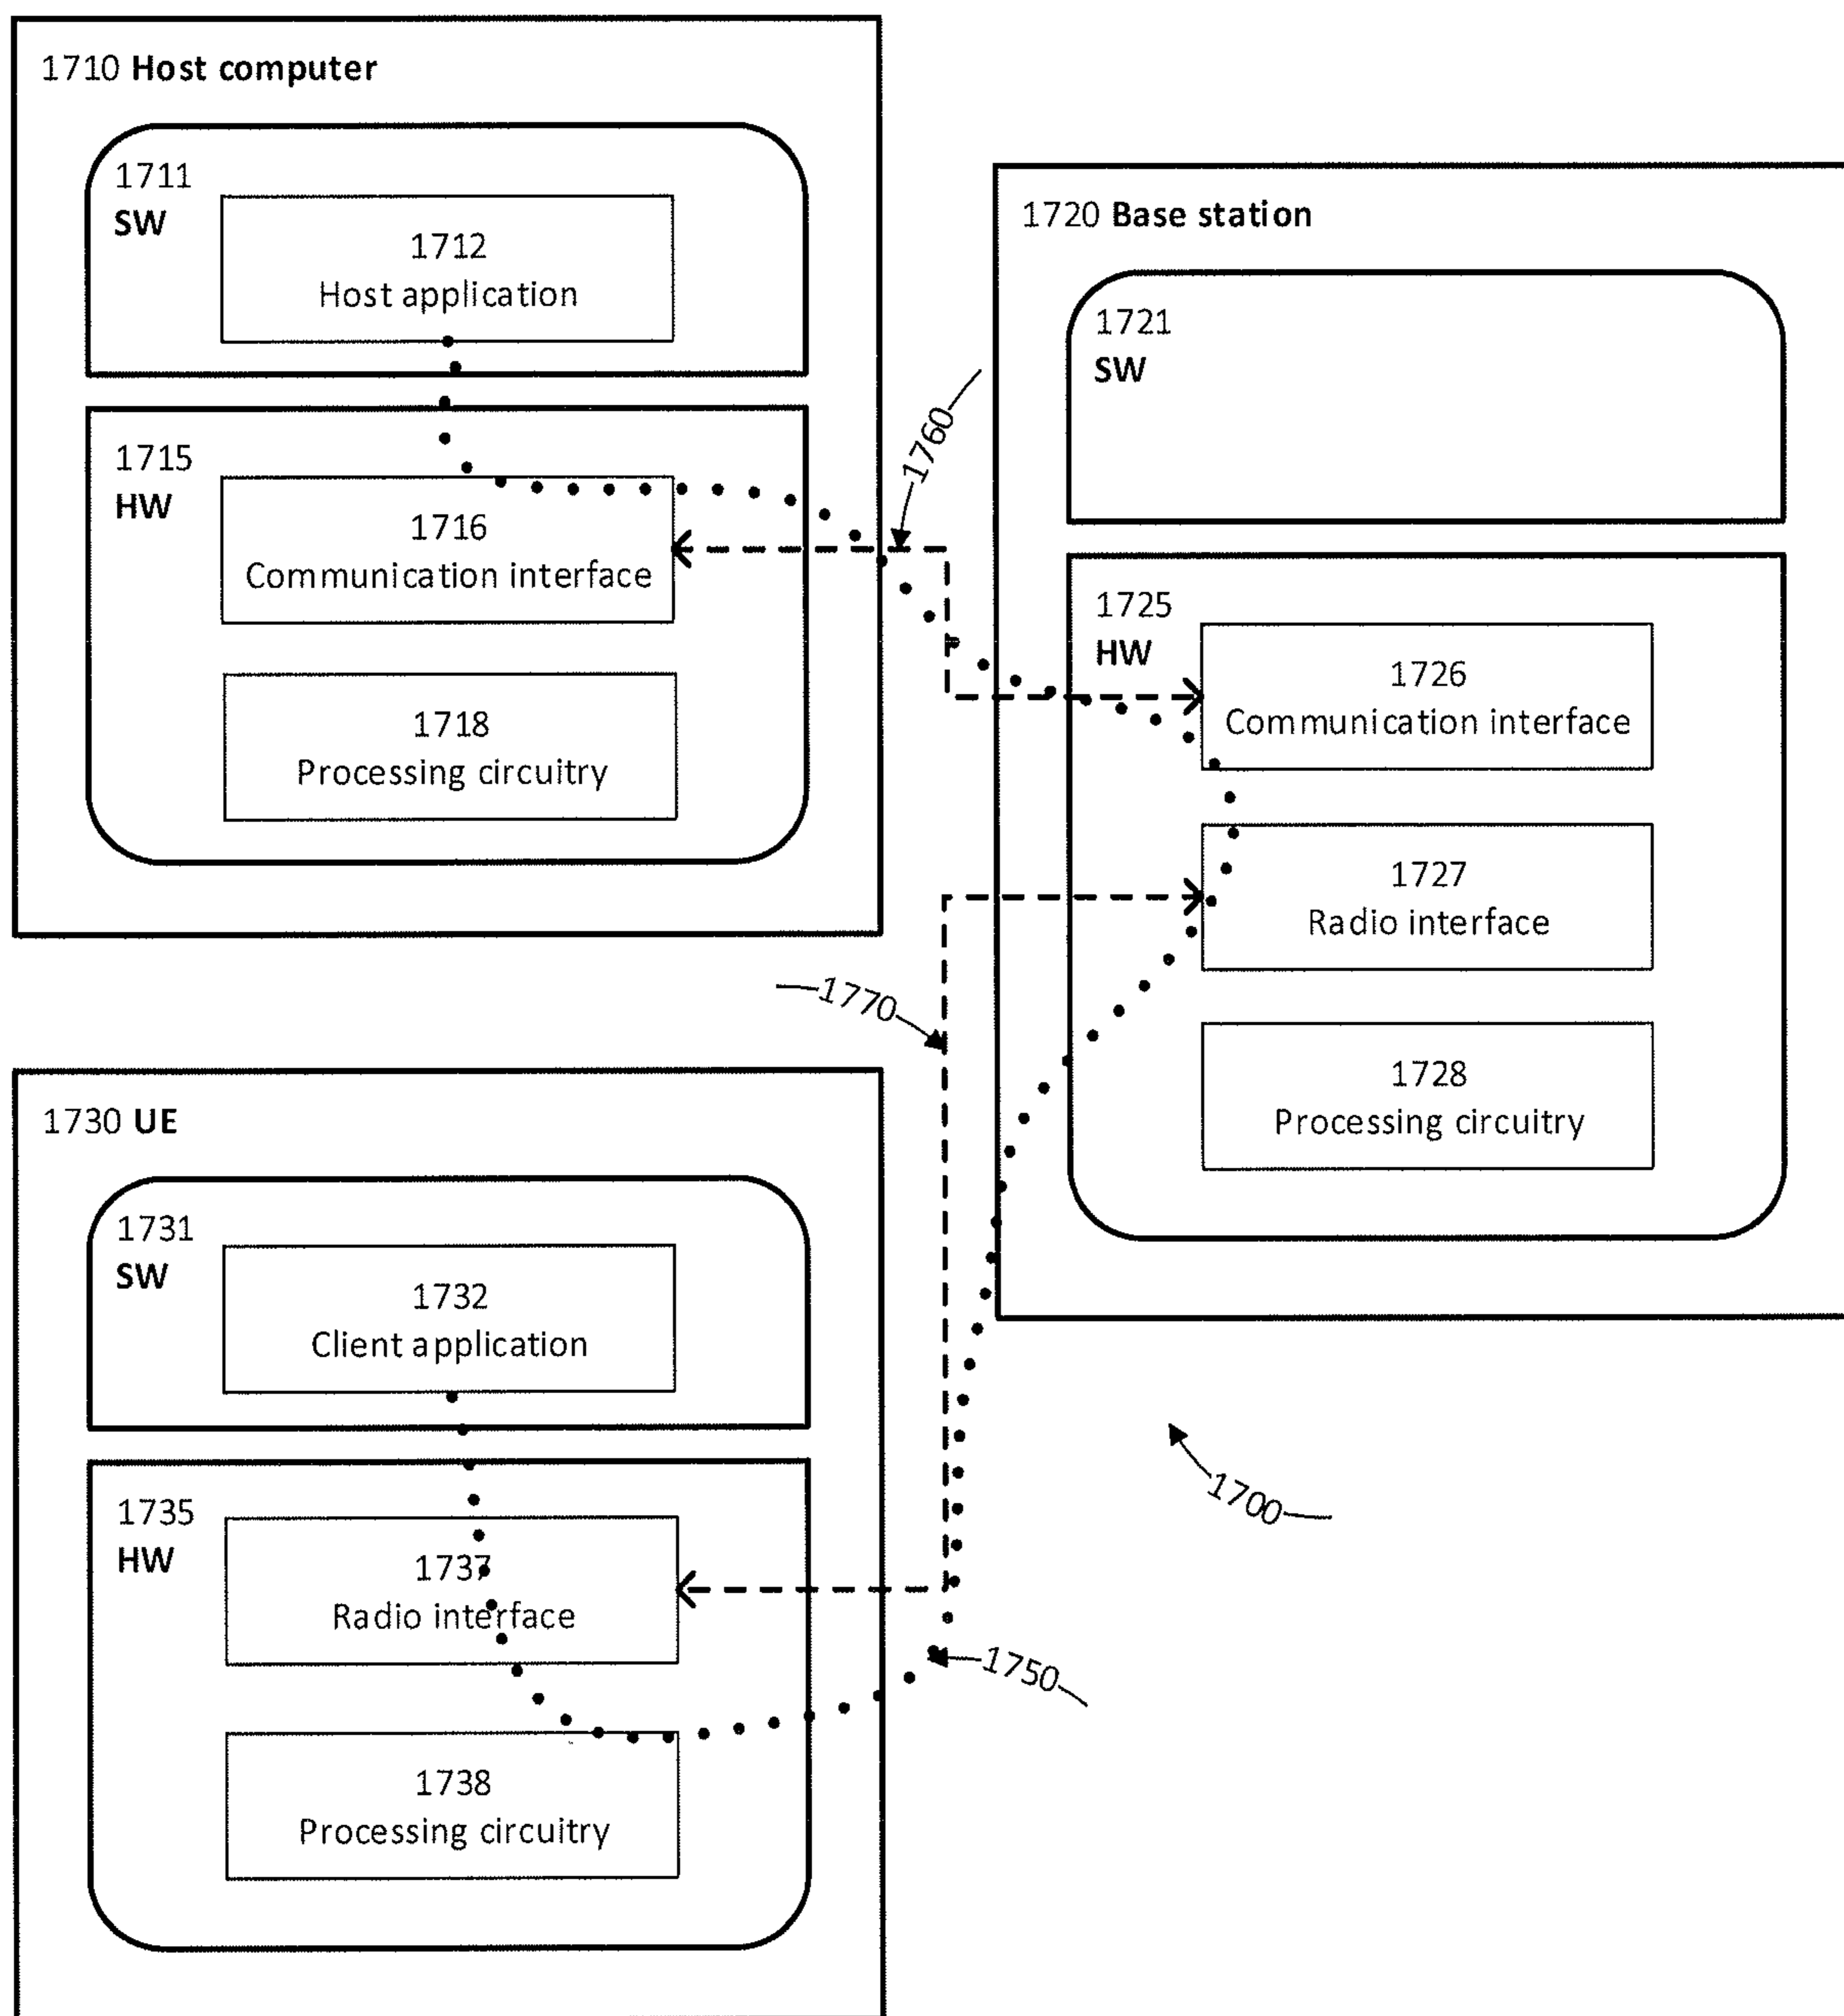 1710 Host computer
1711
SW
1712
Host application
1715
HW
1716
Communication interface
1718
Processing circuitry
1760
1720 Base station
1721
SW
1725
HW
1726
Communication interface
1727
Radio interface
1728
Processing circuitry
1770
1730 UE
1731
SW
1732
Client application
1735
HW
1737
Radio interface
1738
Processing circuitry
1750
1700